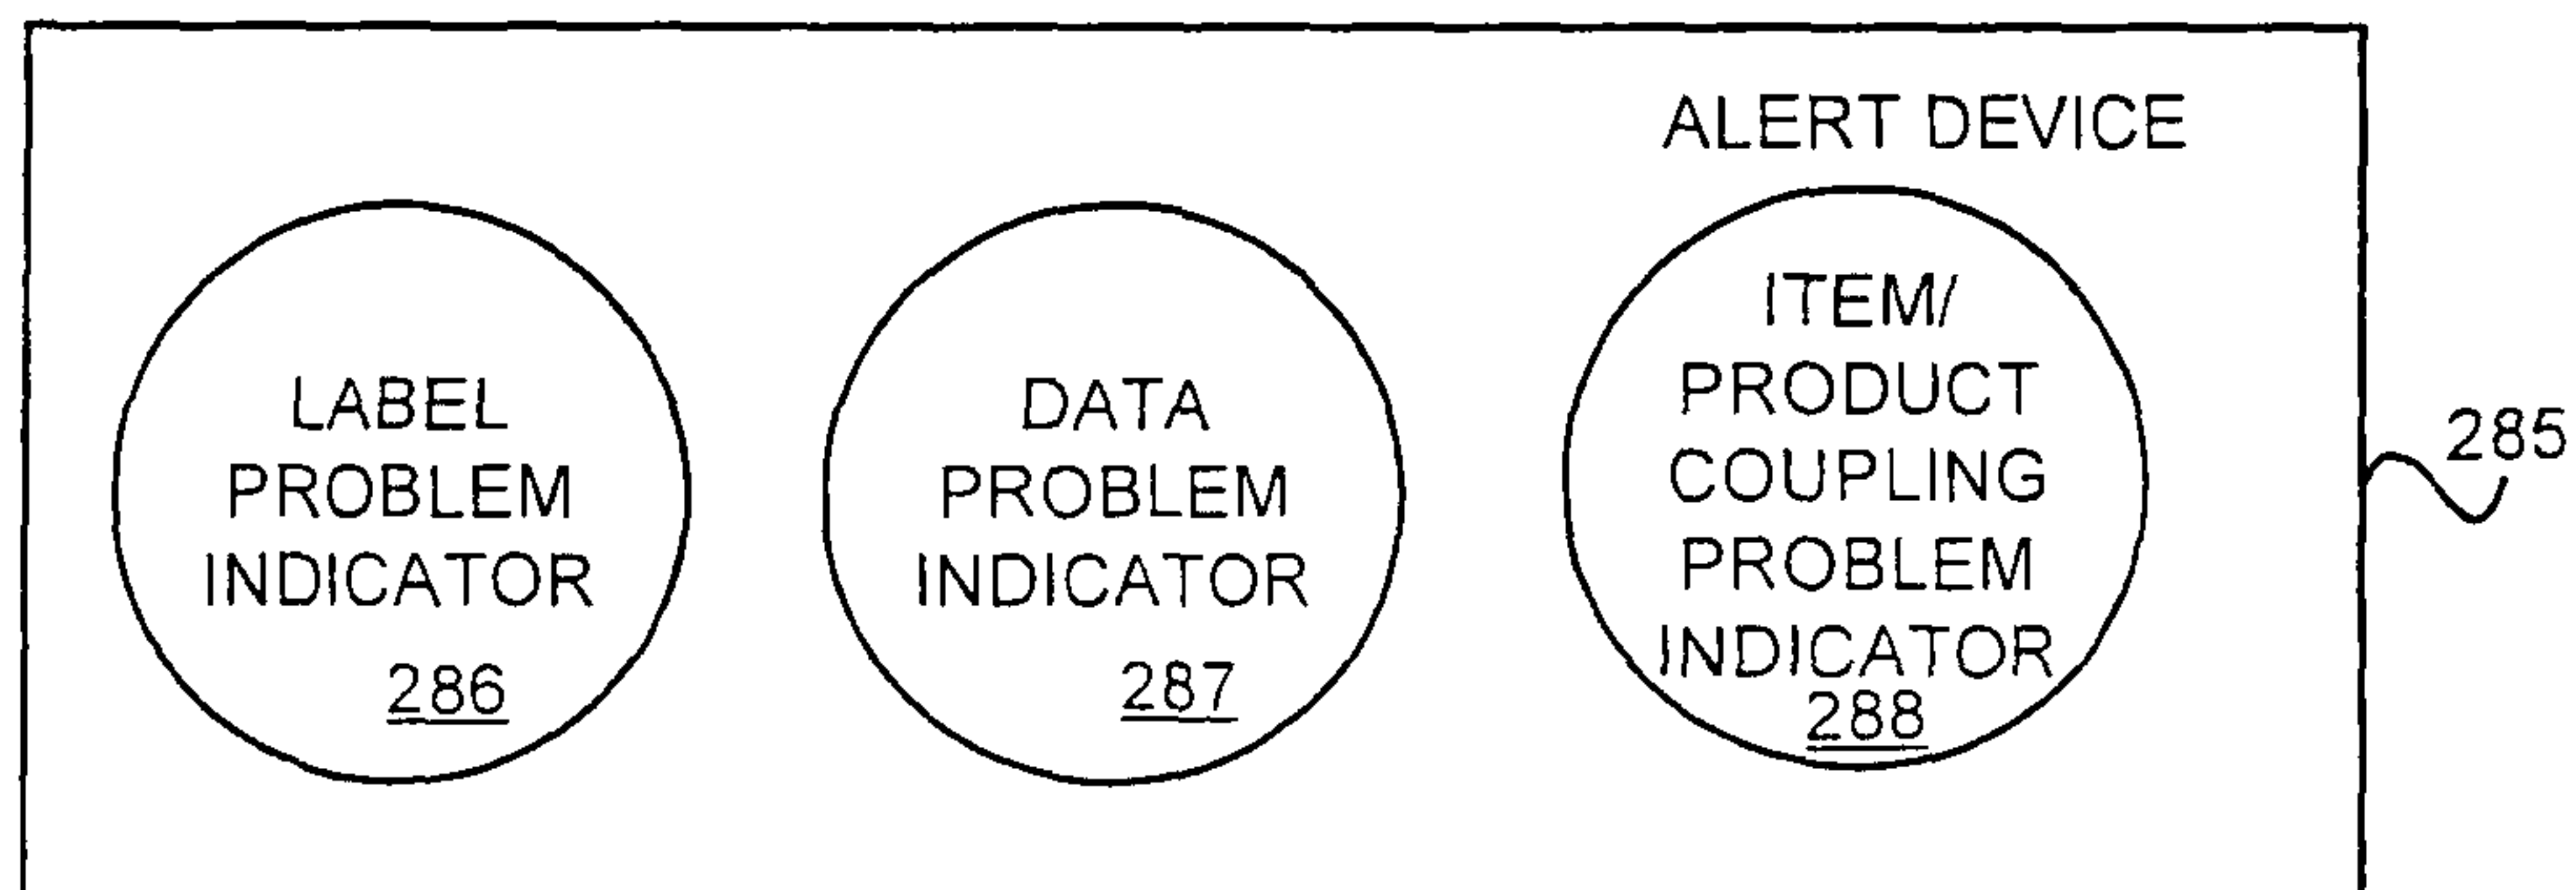 ALERT DEVICE
LABEL
PROBLEM
INDICATOR
286
DATA
PROBLEM
INDICATOR
287
ITEM/
PRODUCT
COUPLING
PROBLEM
INDICATOR
288
285